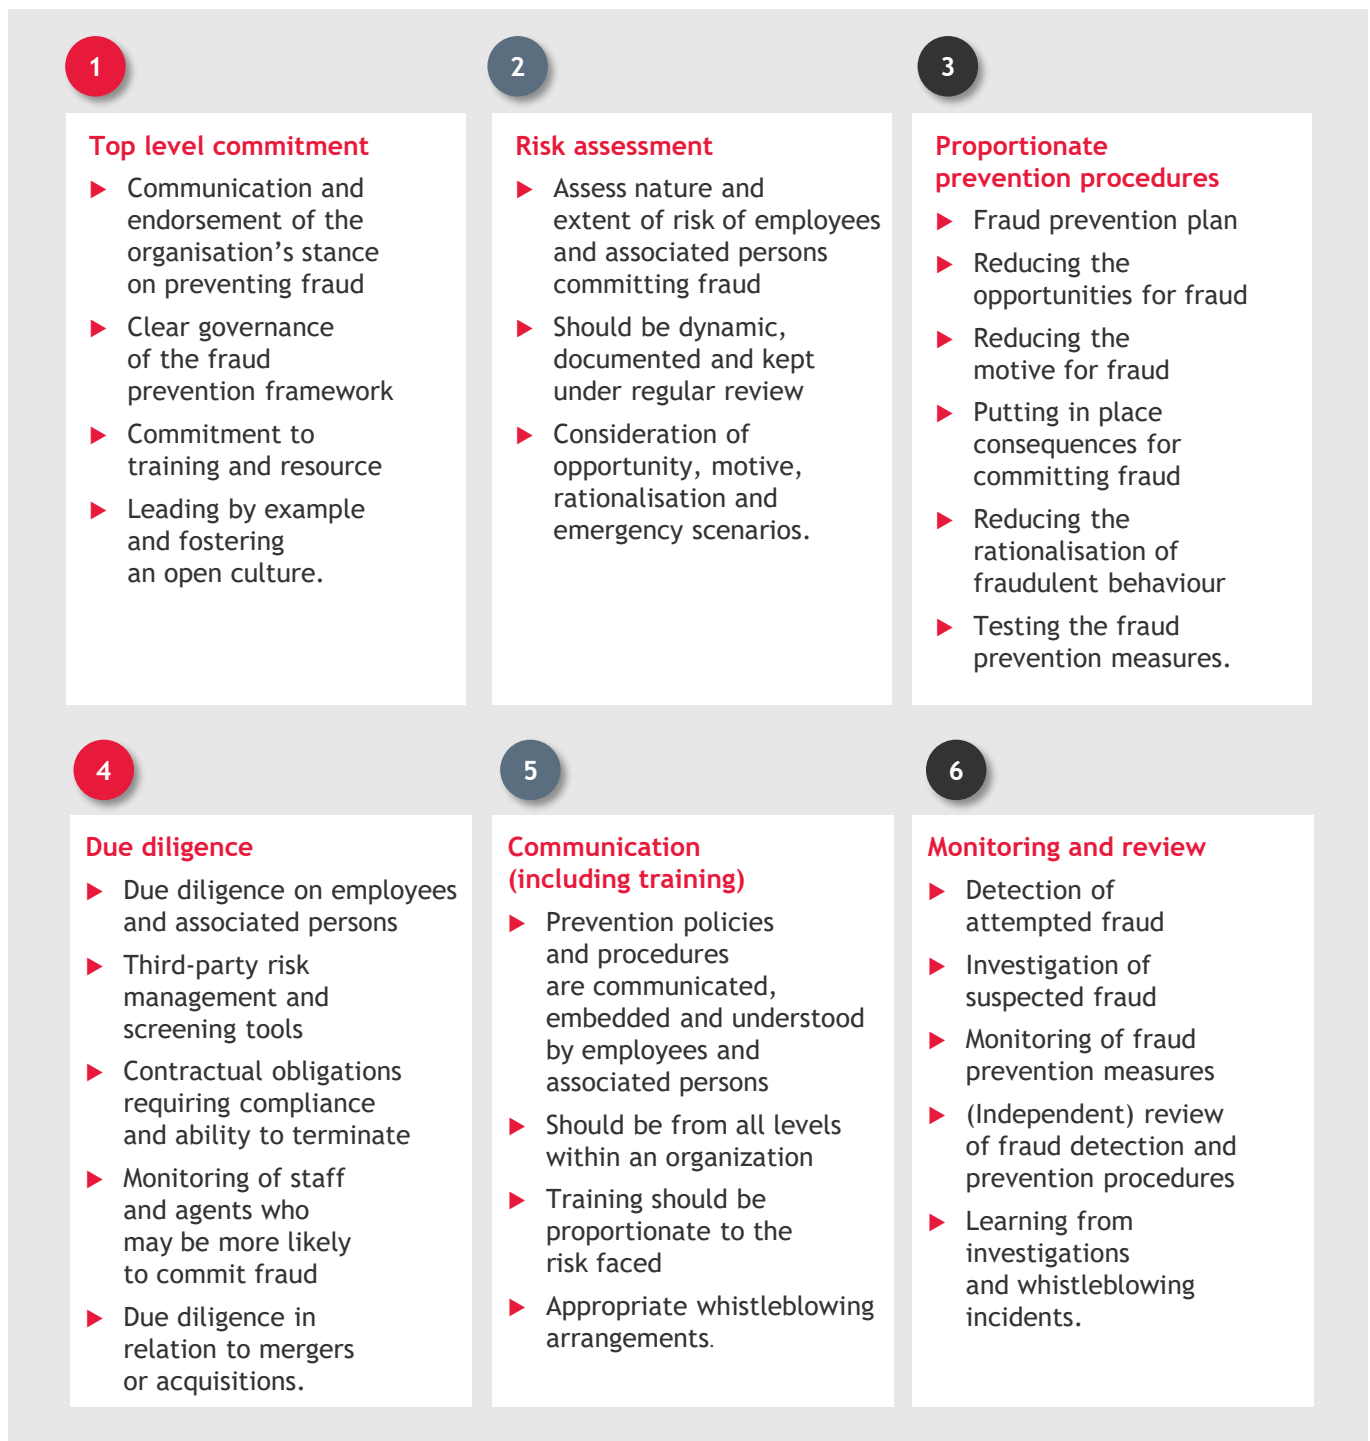 1
Top level commitment
Communication and
endorsement of the
organisation’s stance
on preventing fraud
Clear governance
of the fraud
prevention framework
Commitment to
training and resource
Leading by example
and fostering
an open culture.
2
Risk assessment
Assess nature and
extent of risk of employees
and associated persons
committing fraud
Should be dynamic,
documented and kept
under regular review
Consideration of
opportunity, motive,
rationalisation and
emergency scenarios.
3
Proportionate
prevention procedures
Fraud prevention plan
Reducing the
opportunities for fraud
Reducing the
motive for fraud
Putting in place
consequences for
committing fraud
Reducing the
rationalisation of
fraudulent behaviour
Testing the fraud
prevention measures.
4
Due diligence
Due diligence on employees
and associated persons
Third-party risk
management and
screening tools
Contractual obligations
requiring compliance
and ability to terminate
Monitoring of staff
and agents who
may be more likely
to commit fraud
Due diligence in
relation to mergers
or acquisitions.
5
Communication
(including training)
Prevention policies
and procedures
are communicated,
embedded and understood
by employees and
associated persons
Should be from all levels
within an organization
Training should be
proportionate to the
risk faced
Appropriate whistleblowing
arrangements.
6
Monitoring and review
Detection of
attempted fraud
Investigation of
suspected fraud
Monitoring of fraud
prevention measures
(Independent) review
of fraud detection and
prevention procedures
Learning from
investigations
and whistleblowing
incidents.